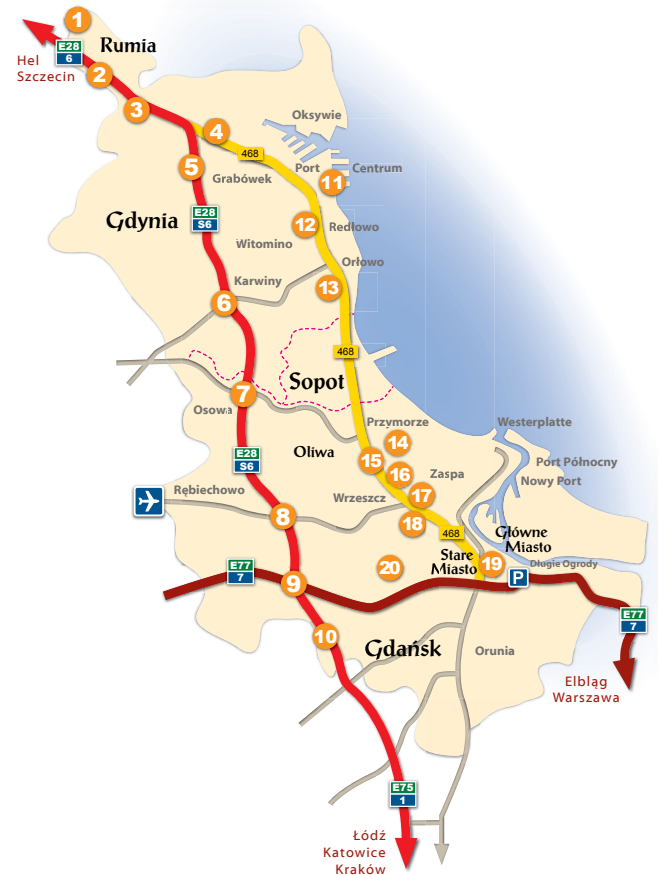 1
Rumia
E28
6
Hel
Szczecin
2
3
4
Oksywie
468
Port
Centrum
5
Grabówek
11
Gdynia
E28
S6
12
Redłowo
Witomino
Orłowo
Karwiny
13
6
468
Sopot
7
Osowa
Przymorze
Westerplatte
14
Oliwa
15
E28
S6
Port Północny
16
Zaspa
Nowy Port
Rębiechowo
Wrzeszcz
17
8
18
468
Główne
Miasto
Stare
Miasto
19
Długie Ogrody
P
E77
7
20
9
E77
7
10
Gdańsk
Orunia
Elbląg
Warszawa
E75
1
Łódź
Katowice
Kraków